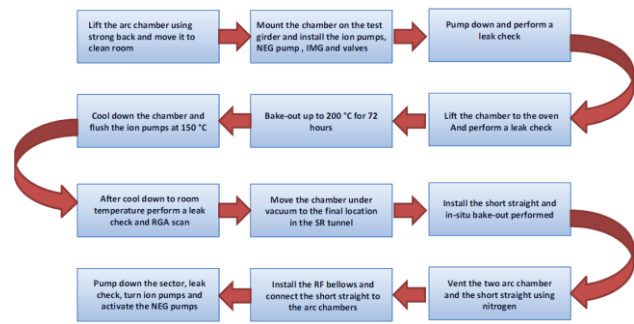 Lift the arc chamber using
strong back and move it to
clean room
Mount the chamber on the test
girder and install the ion pumps,
NEG pump , IMG and valves
Pump down and perform a
leak check
Lift the chamber to the oven
And perform a leak check
Bake-out up to 200 °C for 72
hours
Cool down the chamber and
flush the ion pumps at 150 °C
After cool down to room
temperature perform a leak
check and RGA scan
Move the chamber under
vacuum to the final location
in the SR tunnel
Install the short straight and
in-situ bake-out performed
Vent the two arc chamber
and the short straight using
nitrogen
Install the RF bellows and
connect the short straight to
the arc chambers
Pump down the sector, leak
check, turn ion pumps and
activate the NEG pumps